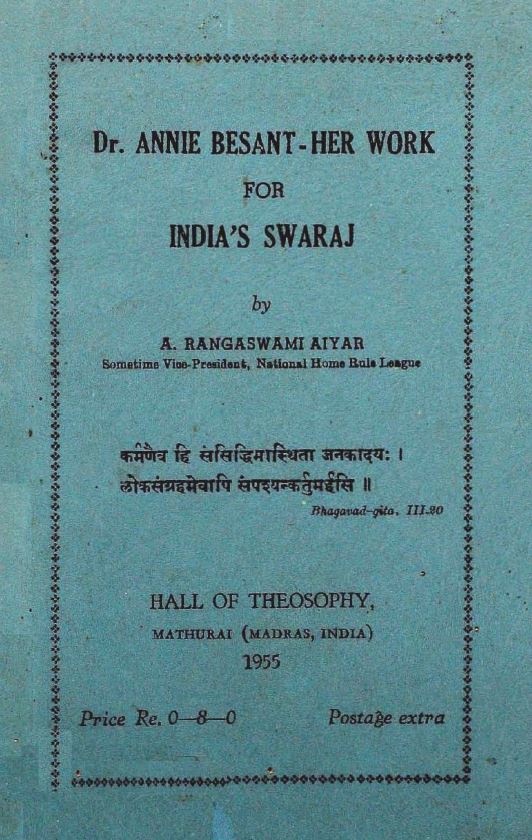 Dr. ANNIE BESANT-HER WORK
FOR
INDIA'S SWARAJ
by
A. RANGASWAMI AIYAR
Sometime Vice-President, National Home Rule League
कर्मणैव हि संसिद्धिमास्थिता जनकादयः ।
लोकसंग्रहमेवापि संपश्यन्कर्तुमर्हसि ॥
Bhagavad-gita, III-20
HALL OF THEOSOPHY,
MATHURAI (MADRAS, INDIA)
1955
Price Re. 0—8—0 Postage extra